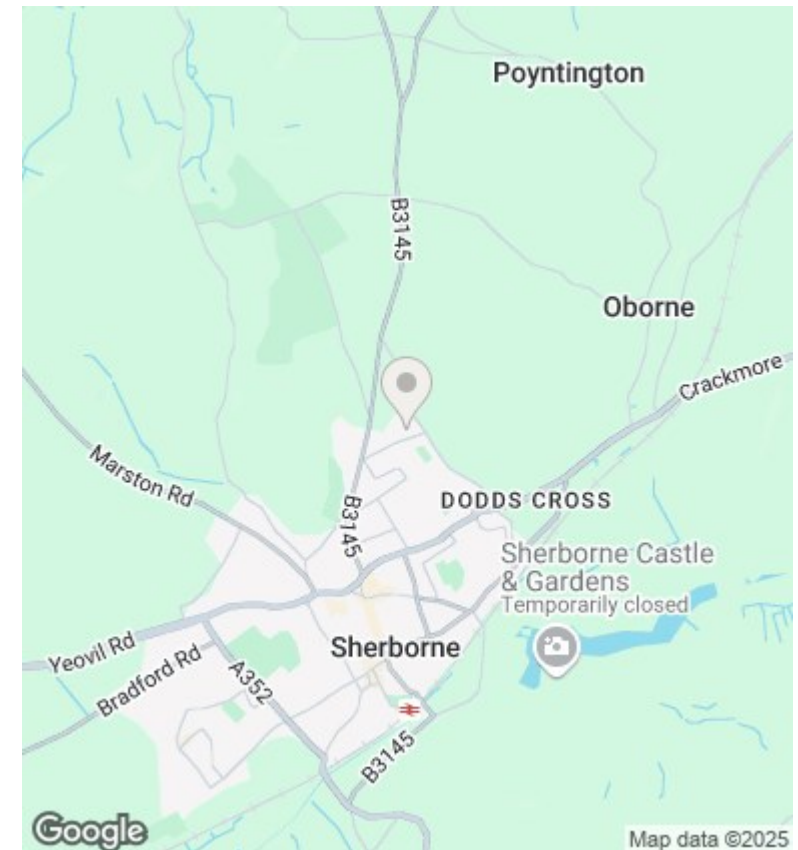 Poyntington
B3145
Oborne
Crackmore
Marston Rd
B3145
DODDS CROSS
Sherborne Castle
& Gardens
Temporarily closed
Sherborne
Yeovil Rd
Bradford Rd
A352
B3145
Google
Map data ©2025